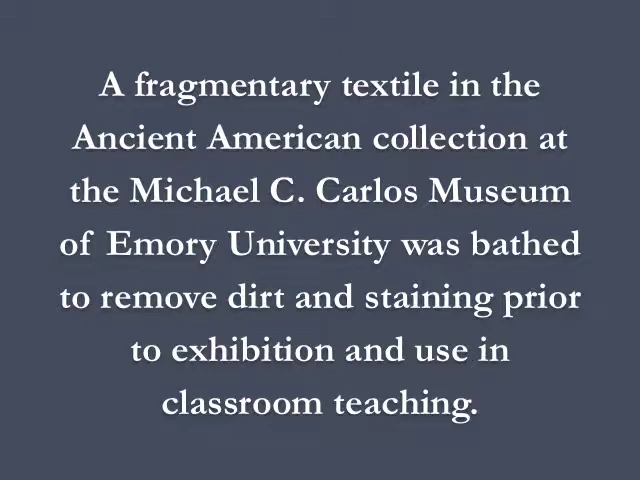 A fragmentary textile in the
Ancient American collection at
the Michael C. Carlos Museum
of Emory University was bathed
to remove dirt and staining prior
to exhibition and use in
classroom teaching.